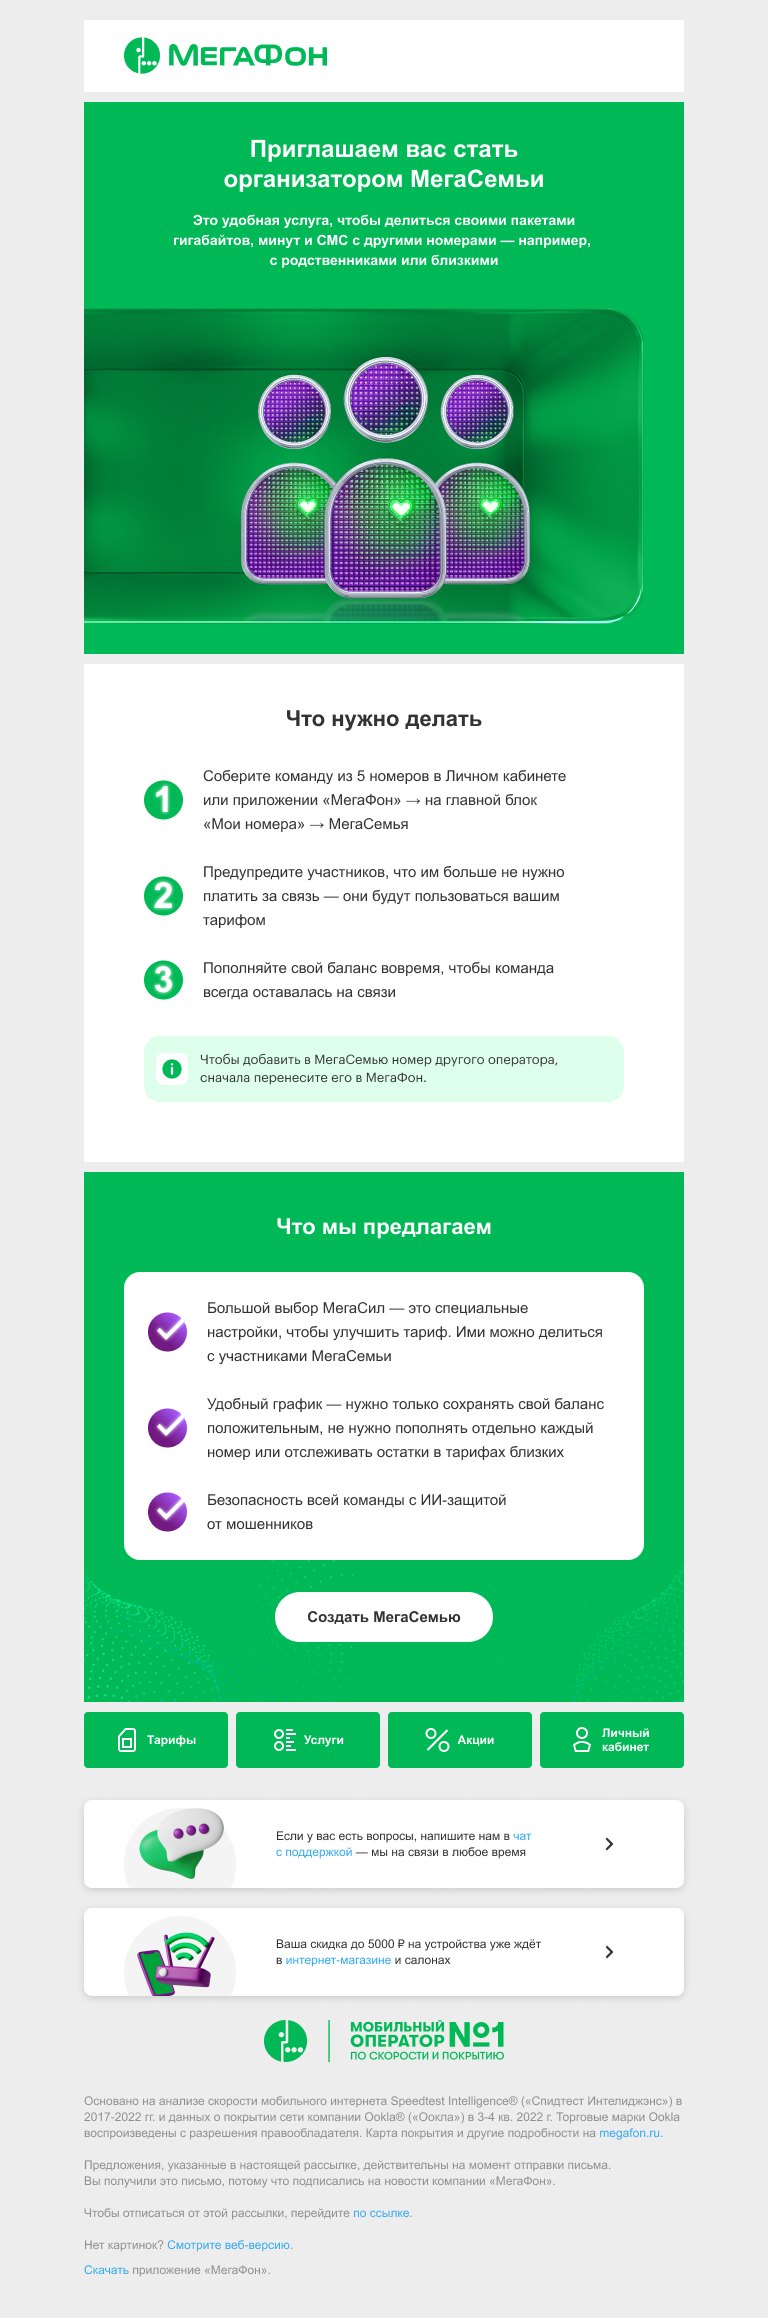 МегаФон
Приглашаем вас стать
организатором МегаСемьи
Это удобная услуга, чтобы делиться своими пакетами
гигабайтов, минут и СМС с другими номерами — например,
с родственниками или близкими
Что нужно делать
1
Соберите команду из 5 номеров в Личном кабинете
или приложении «МегаФон» → на главной блок
«Мои номера» → МегаСемья
2
Предупредите участников, что им больше не нужно
платить за связь — они будут пользоваться вашим
тарифом
3
Пополняйте свой баланс вовремя, чтобы команда
всегда оставалась на связи
Чтобы добавить в МегаСемью номер другого оператора,
сначала перенесите его в МегаФон.
Что мы предлагаем
Большой выбор МегаСил — это специальные
настройки, чтобы улучшить тариф. Ими можно делиться
с участниками МегаСемьи
Удобный график — нужно только сохранять свой баланс
положительным, не нужно пополнять отдельно каждый
номер или отслеживать остатки в тарифах близких
Безопасность всей команды с ИИ-защитой
от мошенников
Создать МегаСемью
Тарифы
Услуги
Акции
Личный
кабинет
Если у вас есть вопросы, напишите нам в чат
с поддержкой — мы на связи в любое время
Ваша скидка до 5000 ₽ на устройства уже ждёт
в интернет-магазине и салонах
МОБИЛЬНЫЙ
ОПЕРАТОР №1
ПО СКОРОСТИ И ПОКРЫТИЮ
Основано на анализе скорости мобильного интернета Speedtest Intelligence® («Спидтест Интелиджэнс») в
2017-2022 гг. и данных о покрытии сети компании Ookla® («Оокла») в 3-4 кв. 2022 г. Торговые марки Ookla
воспроизведены с разрешения правообладателя. Карта покрытия и другие подробности на megafon.ru.
Предложения, указанные в настоящей рассылке, действительны на момент отправки письма.
Вы получили это письмо, потому что подписались на новости компании «МегаФон».
Чтобы отписаться от этой рассылки, перейдите по ссылке.
Нет картинок? Смотрите веб-версию.
Скачать приложение «МегаФон».